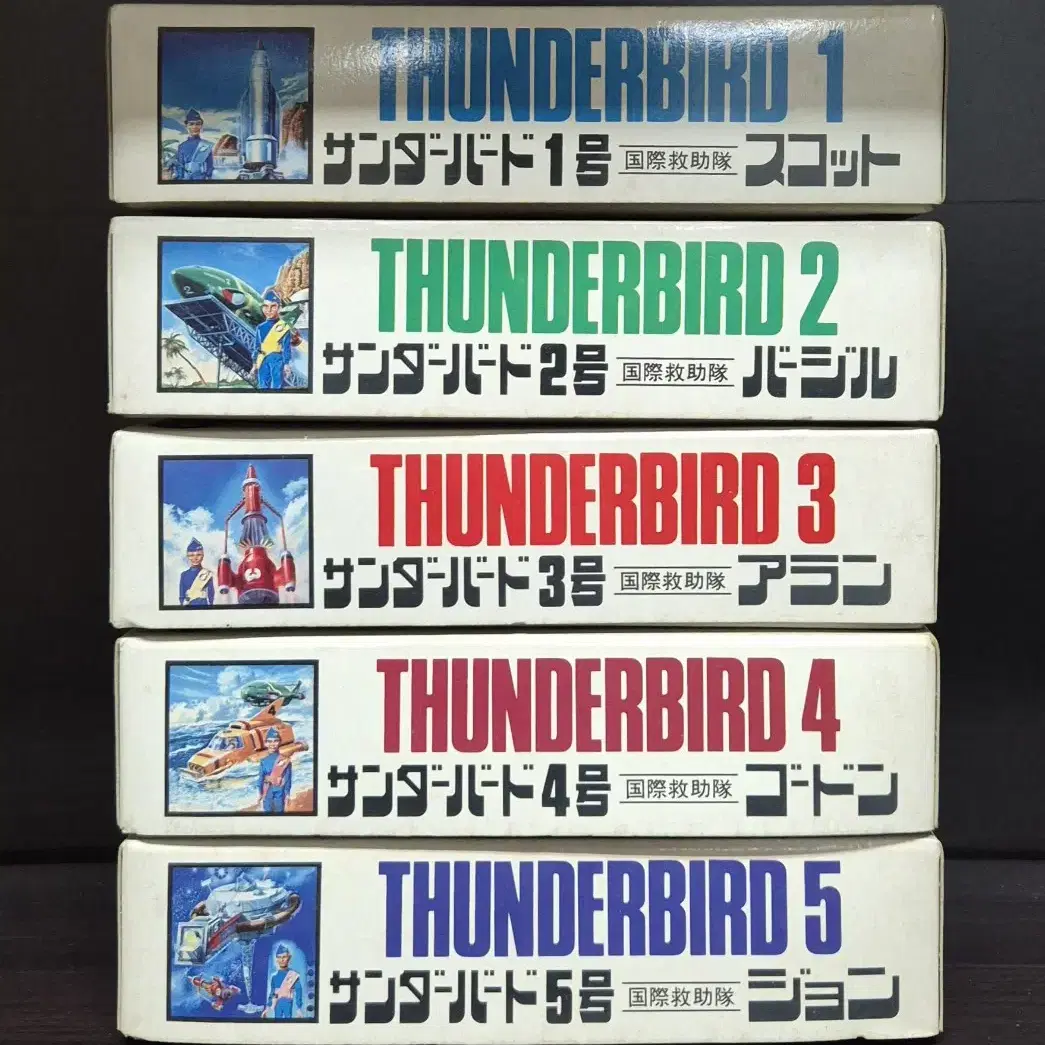 THUNDERBIRD 1
サンダーバード1号 国際救助隊 スコット
THUNDERBIRD 2
サンダーバード2号 国際救助隊 バージル
THUNDERBIRD 3
サンダーバード3号 国際救助隊 アラン
THUNDERBIRD 4
サンダーバード4号 国際救助隊 ゴードン
THUNDERBIRD 5
サンダーバード5号 国際救助隊 ジョン